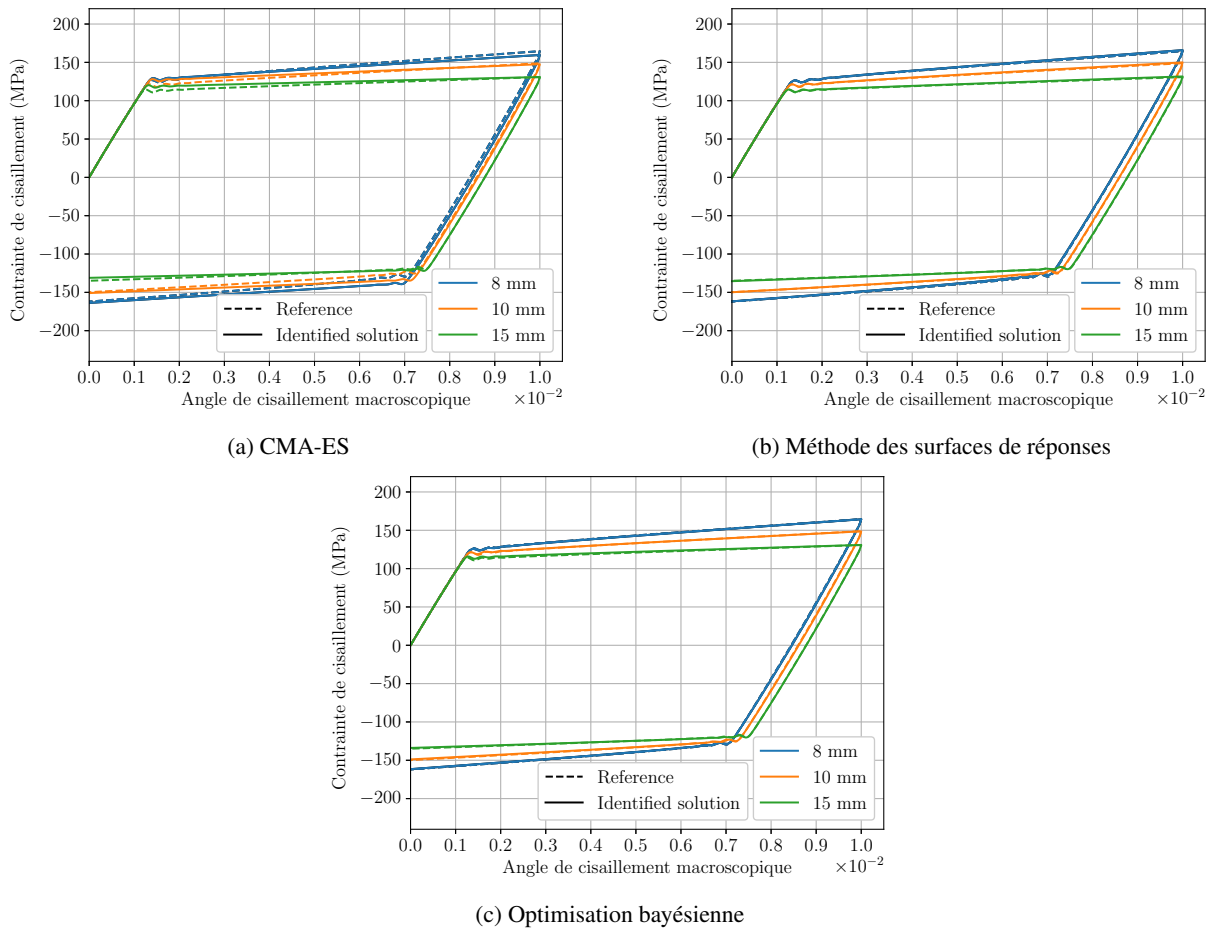 200
150
100
50
0
−50
−100
−150
−200
Contrainte de cisaillement (MPa)
0.0 0.1 0.2 0.3 0.4 0.5 0.6 0.7 0.8 0.9 1.0
Angle de cisaillement macroscopique
×10−2
Reference
Identified solution
8 mm
10 mm
15 mm
(a) CMA-ES
200
150
100
50
0
−50
−100
−150
−200
Contrainte de cisaillement (MPa)
0.0 0.1 0.2 0.3 0.4 0.5 0.6 0.7 0.8 0.9 1.0
Angle de cisaillement macroscopique
×10−2
Reference
Identified solution
8 mm
10 mm
15 mm
(b) Méthode des surfaces de réponses
200
150
100
50
0
−50
−100
−150
−200
Contrainte de cisaillement (MPa)
0.0 0.1 0.2 0.3 0.4 0.5 0.6 0.7 0.8 0.9 1.0
Angle de cisaillement macroscopique
×10−2
Reference
Identified solution
8 mm
10 mm
15 mm
(c) Optimisation bayésienne